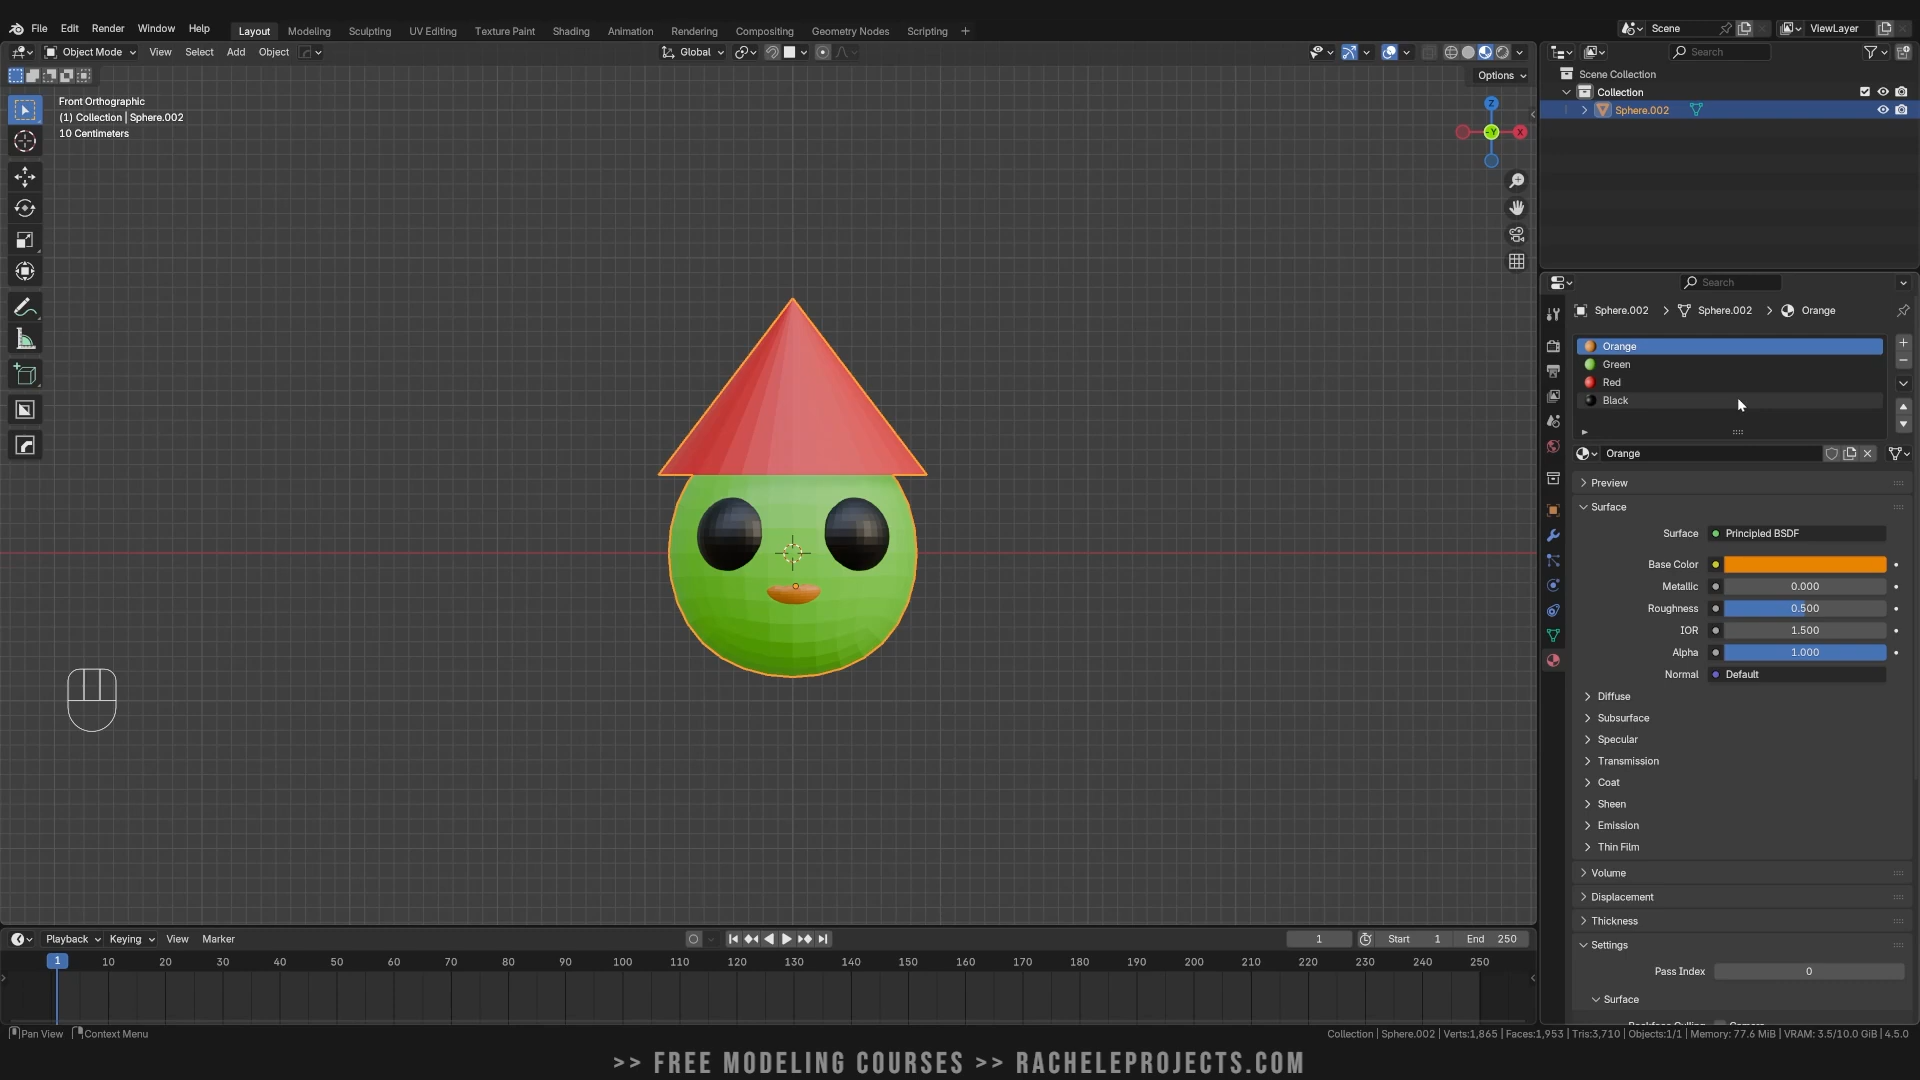 File Edit Render Window Help Layout Modeling Sculpting UV Editing Texture Paint Shading Animation Rendering Compositing Geometry Nodes Scripting + Scene ViewLayer
Object Mode View Select Add Object Global Search
Options
Front Orthographic
(1) Collection | Sphere.002
10 Centimeters
Z
-Y
X
Scene Collection
Collection
Sphere.002
Search
Sphere.002 > Sphere.002 > Orange
Orange
Green
Red
Black
Orange
Preview
Surface
Surface Principled BSDF
Base Color
Metallic 0.000
Roughness 0.500
IOR 1.500
Alpha 1.000
Normal Default
Diffuse
Subsurface
Specular
Transmission
Coat
Sheen
Emission
Thin Film
Volume
Displacement
Thickness
Settings
Pass Index 0
Surface
Playback Keying View Marker 1 Start 1 End 250
1 10 20 30 40 50 60 70 80 90 100 110 120 130 140 150 160 170 180 190 200 210 220 230 240 250
Pan View Context Menu Collection | Sphere.002 | Verts:1,865 | Faces:1,953 | Tris:3,710 | Objects:1/1 | Memory: 77.6 MiB | VRAM: 3.5/10.0 GiB | 4.5.0
>> FREE MODELING COURSES >> RACHELEPROJECTS.COM